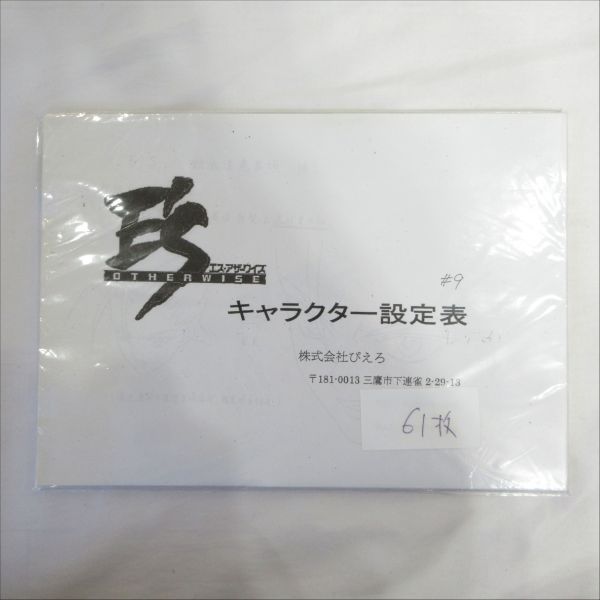 E'S
エス・アザーワイズ
OTHERWISE
#9
キャラクター設定表
株式会社ぴえろ
〒181-0013 三鷹市下連雀 2-29-13
61枚